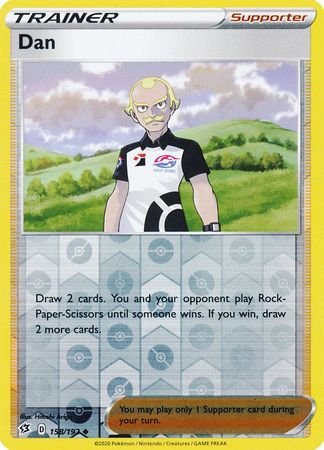 TRAINER Supporter
Dan
Draw 2 cards. You and your opponent play Rock-
Paper-Scissors until someone wins. If you win, draw
2 more cards.
Illus. Hitoshi Ariga
D 158/192
You may play only 1 Supporter card during
your turn.
©2020 Pokémon / Nintendo / Creatures / GAME FREAK